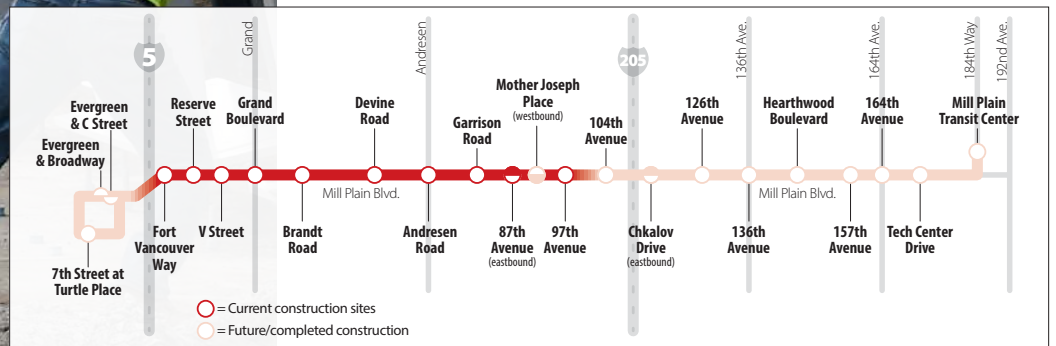 5
Grand
Andresen
205
136th Ave.
164th Ave.
184th Way
192nd Ave.
Evergreen
& C Street
Evergreen
& Broadway
Reserve
Street
Grand
Boulevard
Devine
Road
Garrison
Road
Mother Joseph
Place
(westbound)
104th
Avenue
126th
Avenue
Hearthwood
Boulevard
164th
Avenue
Mill Plain
Transit Center
Mill Plain Blvd.
Mill Plain Blvd.
7th Street at
Turtle Place
Fort
Vancouver
Way
V Street
Brandt
Road
Andresen
Road
87th
Avenue
(eastbound)
97th
Avenue
Chkalov
Drive
(eastbound)
136th
Avenue
157th
Avenue
Tech Center
Drive
= Current construction sites
= Future/completed construction